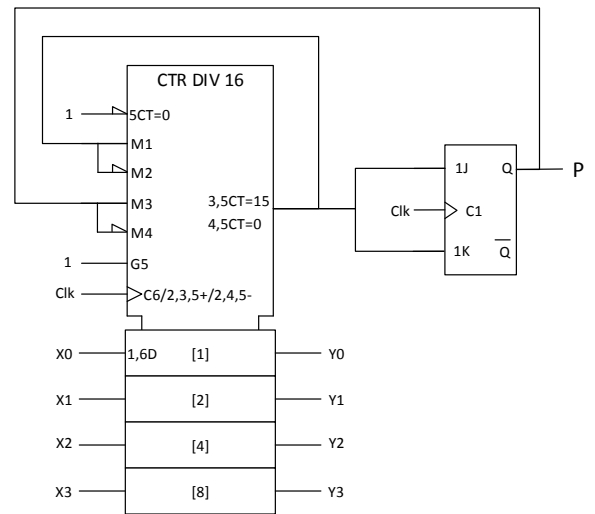 CTR DIV 16
1 5CT=0
M1
M2
M3 3,5CT=15
M4 4,5CT=0
1 G5
Clk C6/2,3,5+/2,4,5-
1J Q P
Clk C1
1K Q
X0 1,6D [1] Y0
X1 [2] Y1
X2 [4] Y2
X3 [8] Y3